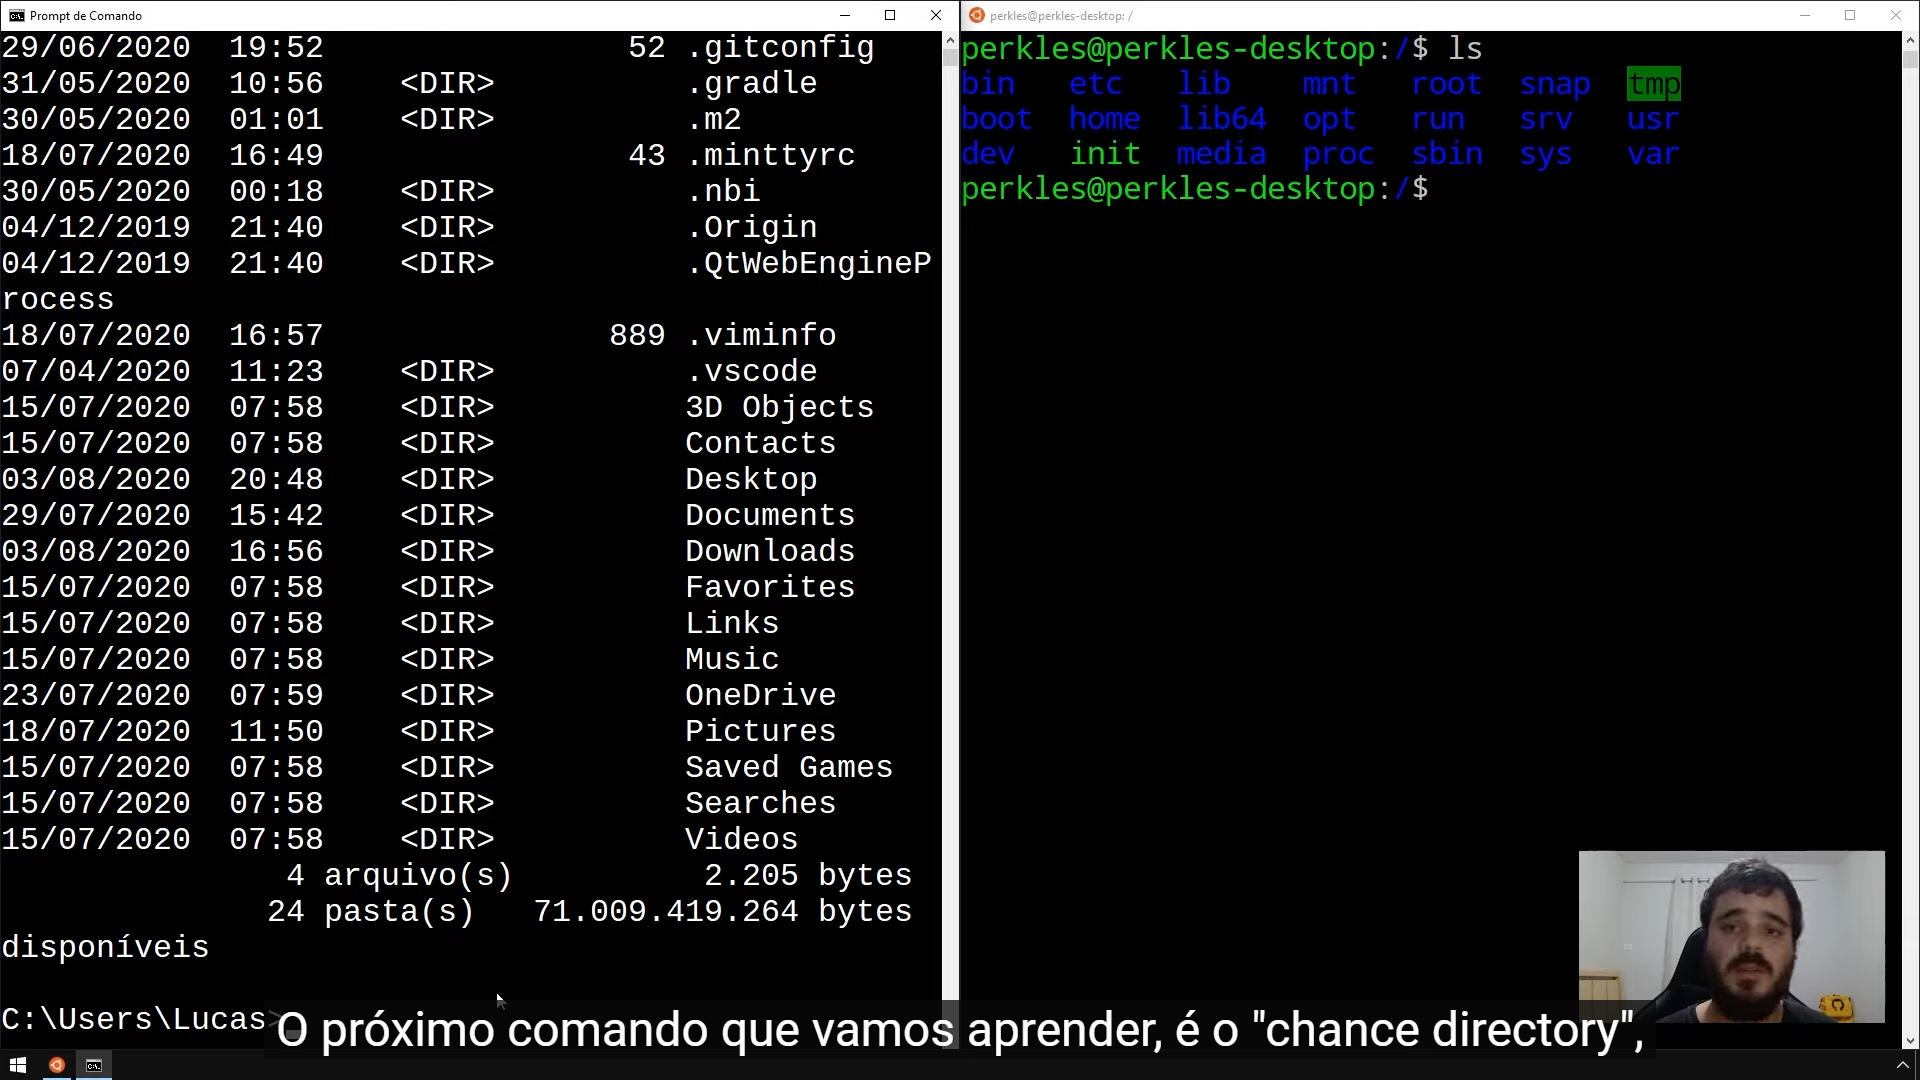 Prompt de Comando
29/06/2020  19:52                52 .gitconfig
31/05/2020  10:56    <DIR>          .gradle
30/05/2020  01:01    <DIR>          .m2
18/07/2020  16:49                43 .minttyrc
30/05/2020  00:18    <DIR>          .nbi
04/12/2019  21:40    <DIR>          .Origin
04/12/2019  21:40    <DIR>          .QtWebEngineP
rocess
18/07/2020  16:57               889 .viminfo
07/04/2020  11:23    <DIR>          .vscode
15/07/2020  07:58    <DIR>          3D Objects
15/07/2020  07:58    <DIR>          Contacts
03/08/2020  20:48    <DIR>          Desktop
29/07/2020  15:42    <DIR>          Documents
03/08/2020  16:56    <DIR>          Downloads
15/07/2020  07:58    <DIR>          Favorites
15/07/2020  07:58    <DIR>          Links
15/07/2020  07:58    <DIR>          Music
23/07/2020  07:59    <DIR>          OneDrive
18/07/2020  11:50    <DIR>          Pictures
15/07/2020  07:58    <DIR>          Saved Games
15/07/2020  07:58    <DIR>          Searches
15/07/2020  07:58    <DIR>          Videos
               4 arquivo(s)          2.205 bytes
              24 pasta(s)   71.009.419.264 bytes
disponíveis
C:\Users\Lucas>
perkles@perkles-desktop: /
perkles@perkles-desktop:/$ ls
bin   etc   lib    mnt   root  snap  tmp
boot  home  lib64  opt   run   srv   usr
dev   init  media  proc  sbin  sys   var
perkles@perkles-desktop:/$
O próximo comando que vamos aprender, é o "chance directory",